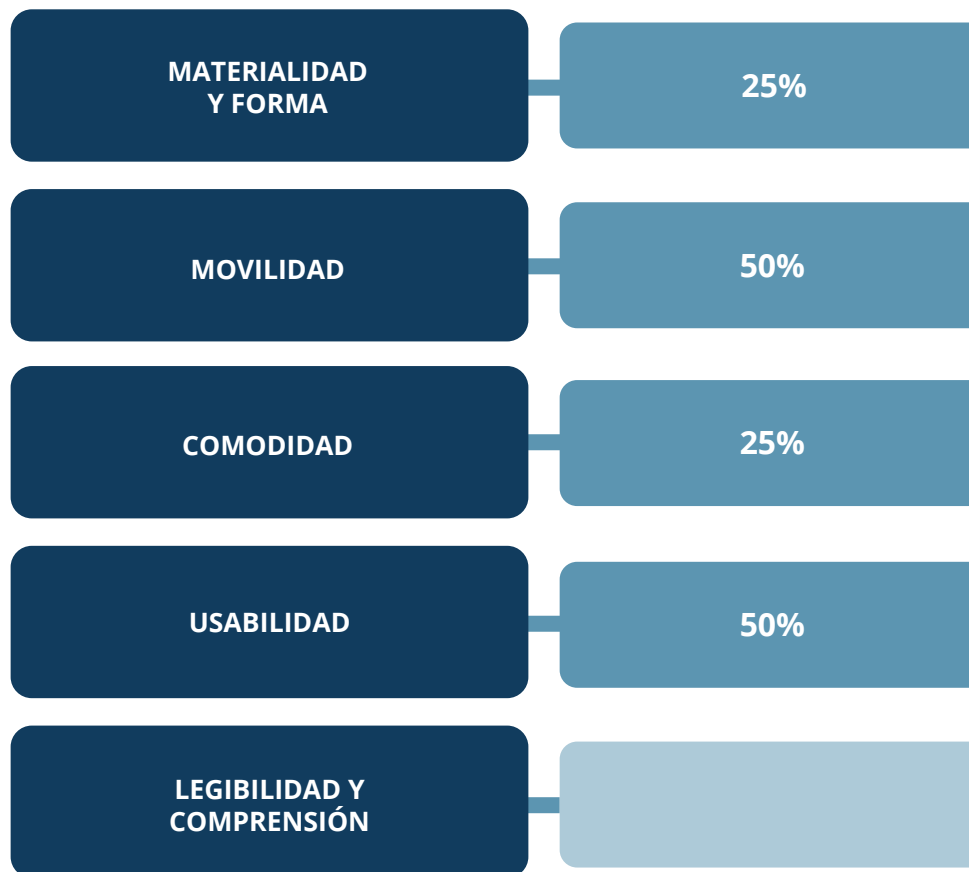 MATERIALIDAD
Y FORMA
25%
MOVILIDAD
50%
COMODIDAD
25%
USABILIDAD
50%
LEGIBILIDAD Y
COMPRENSIÓN